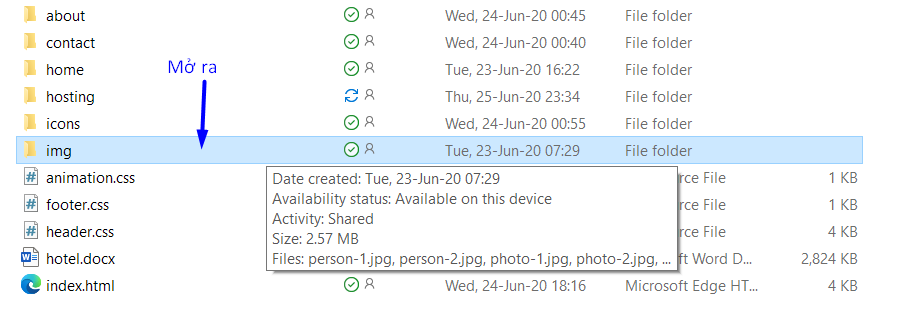 about Wed, 24-Jun-20 00:45 File folder
contact Wed, 24-Jun-20 00:40 File folder
home Tue, 23-Jun-20 16:22 File folder
Mở ra
hosting Thu, 25-Jun-20 23:34 File folder
icons Wed, 24-Jun-20 00:55 File folder
img Tue, 23-Jun-20 07:29 File folder
animation.css rce File 1 KB
Date created: Tue, 23-Jun-20 07:29
Availability status: Available on this device
footer.css rce File 1 KB
Activity: Shared
header.css rce File 4 KB
Size: 2.57 MB
hotel.docx ft Word D... 2,824 KB
Files: person-1.jpg, person-2.jpg, photo-1.jpg, photo-2.jpg, ...
index.html Wed, 24-Jun-20 18:16 Microsoft Edge HT... 4 KB